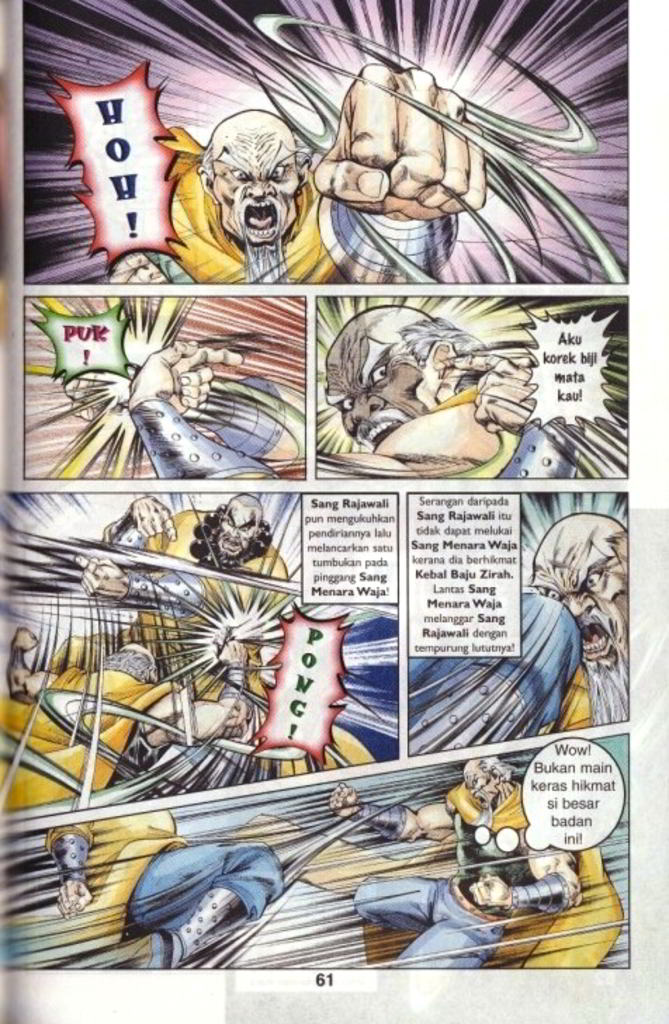 HOH!
PUK
!
Aku
korek biji
mata
kau!
Sang Rajawali
pun mengukuhkan
pendiriannya lalu
melancarkan satu
tumbukan pada
pinggang Sang
Menara Waja!
Serangan daripada
Sang Rajawali itu
tidak dapat melukai
Sang Menara Waja
kerana dia berhikmat
Kebal Baju Zirah.
Lantas Sang
Menara Waja
melanggar Sang
Rajawali dengan
tempurung lututnya!
PONG!
Wow!
Bukan main
keras hikmat
si besar
badan
ini!
61